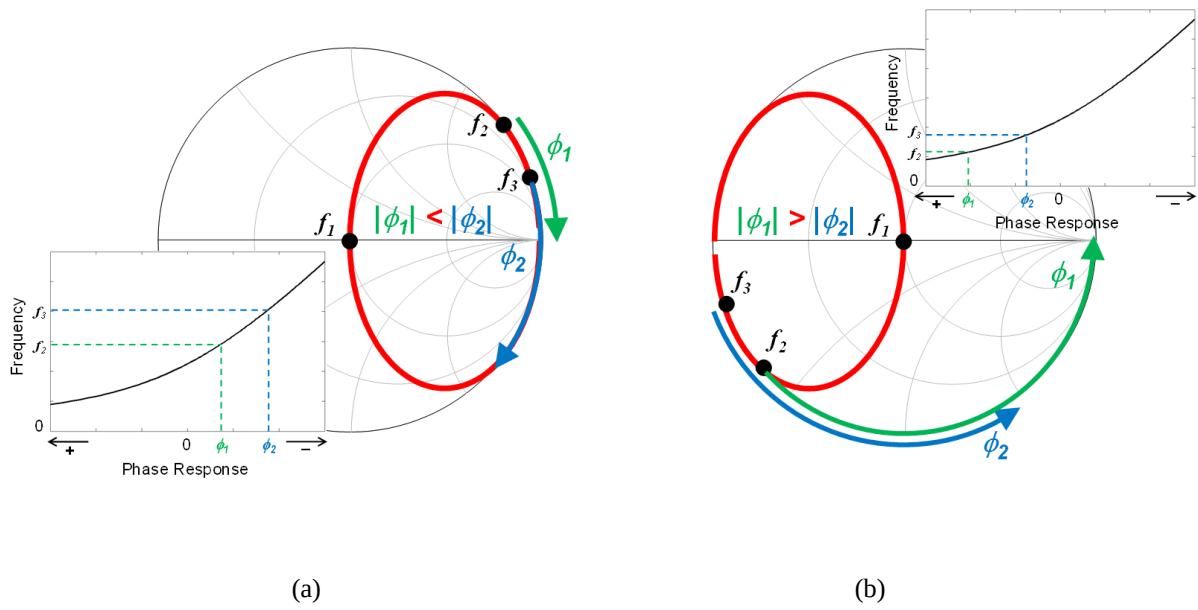 f2
ϕ1
f3
|ϕ1| < |ϕ2|
f1
ϕ2
Frequency
f3
f2
0
+
0
ϕ1
ϕ2
−
Phase Response
(a)
Frequency
f3
f2
0
+
ϕ1
ϕ2
0
−
Phase Response
|ϕ1| > |ϕ2|
f1
ϕ1
f3
f2
ϕ2
(b)